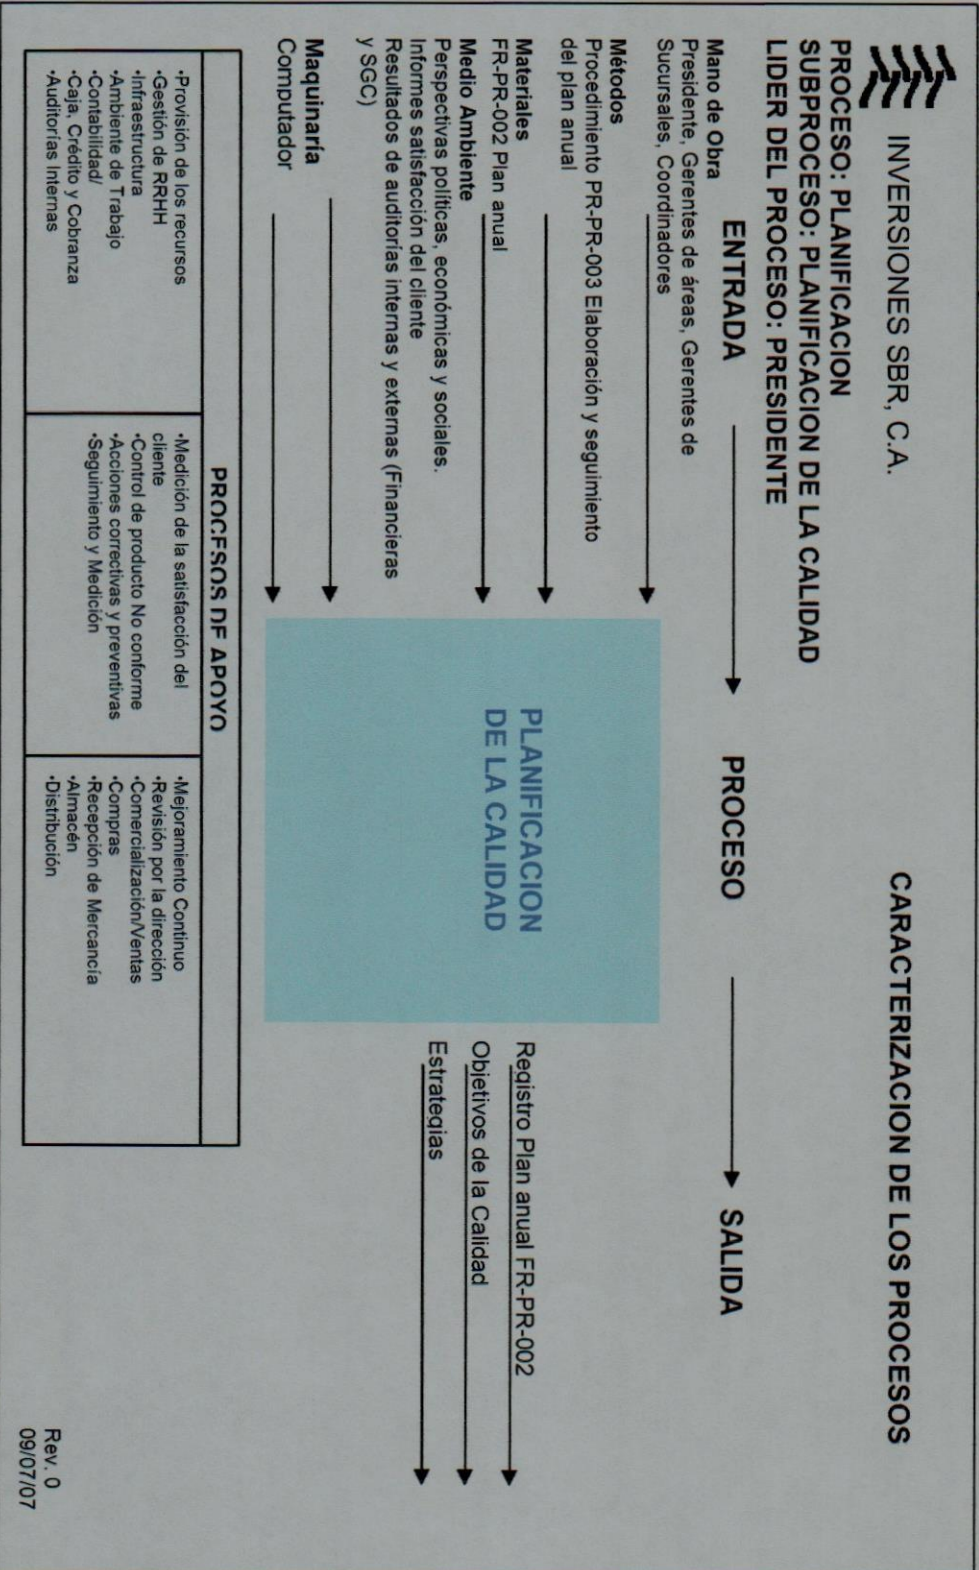 INVERSIONES SBR, C.A.
CARACTERIZACION DE LOS PROCESOS
PROCESO: PLANIFICACION
SUBPROCESO: PLANIFICACION DE LA CALIDAD
LIDER DEL PROCESO: PRESIDENTE
ENTRADA
PROCESO
SALIDA
Mano de Obra
Presidente, Gerentes de áreas, Gerentes de
Sucursales, Coordinadores
Métodos
Procedimiento PR-PR-003 Elaboración y seguimiento
del plan anual
Materiales
FR-PR-002 Plan anual
Medio Ambiente
Perspectivas políticas, económicas y sociales.
Informes satisfacción del cliente
Resultados de auditorías internas y externas (Financieras
y SGC)
Maquinaría
Computador
PLANIFICACION
DE LA CALIDAD
Registro Plan anual FR-PR-002
Objetivos de la Calidad
Estrategias
PROCESOS DE APOYO
•Provisión de los recursos
•Gestión de RRHH
•Infraestructura
•Ambiente de Trabajo
•Contabilidad/
•Caja, Crédito y Cobranza
•Auditorías Internas
•Medición de la satisfacción del
cliente
•Control de producto No conforme
•Acciones correctivas y preventivas
•Seguimiento y Medición
•Mejoramiento Continuo
•Revisión por la dirección
•Comercialización/Ventas
•Compras
•Recepción de Mercancía
•Almacén
•Distribución
Rev. 0
09/07/07